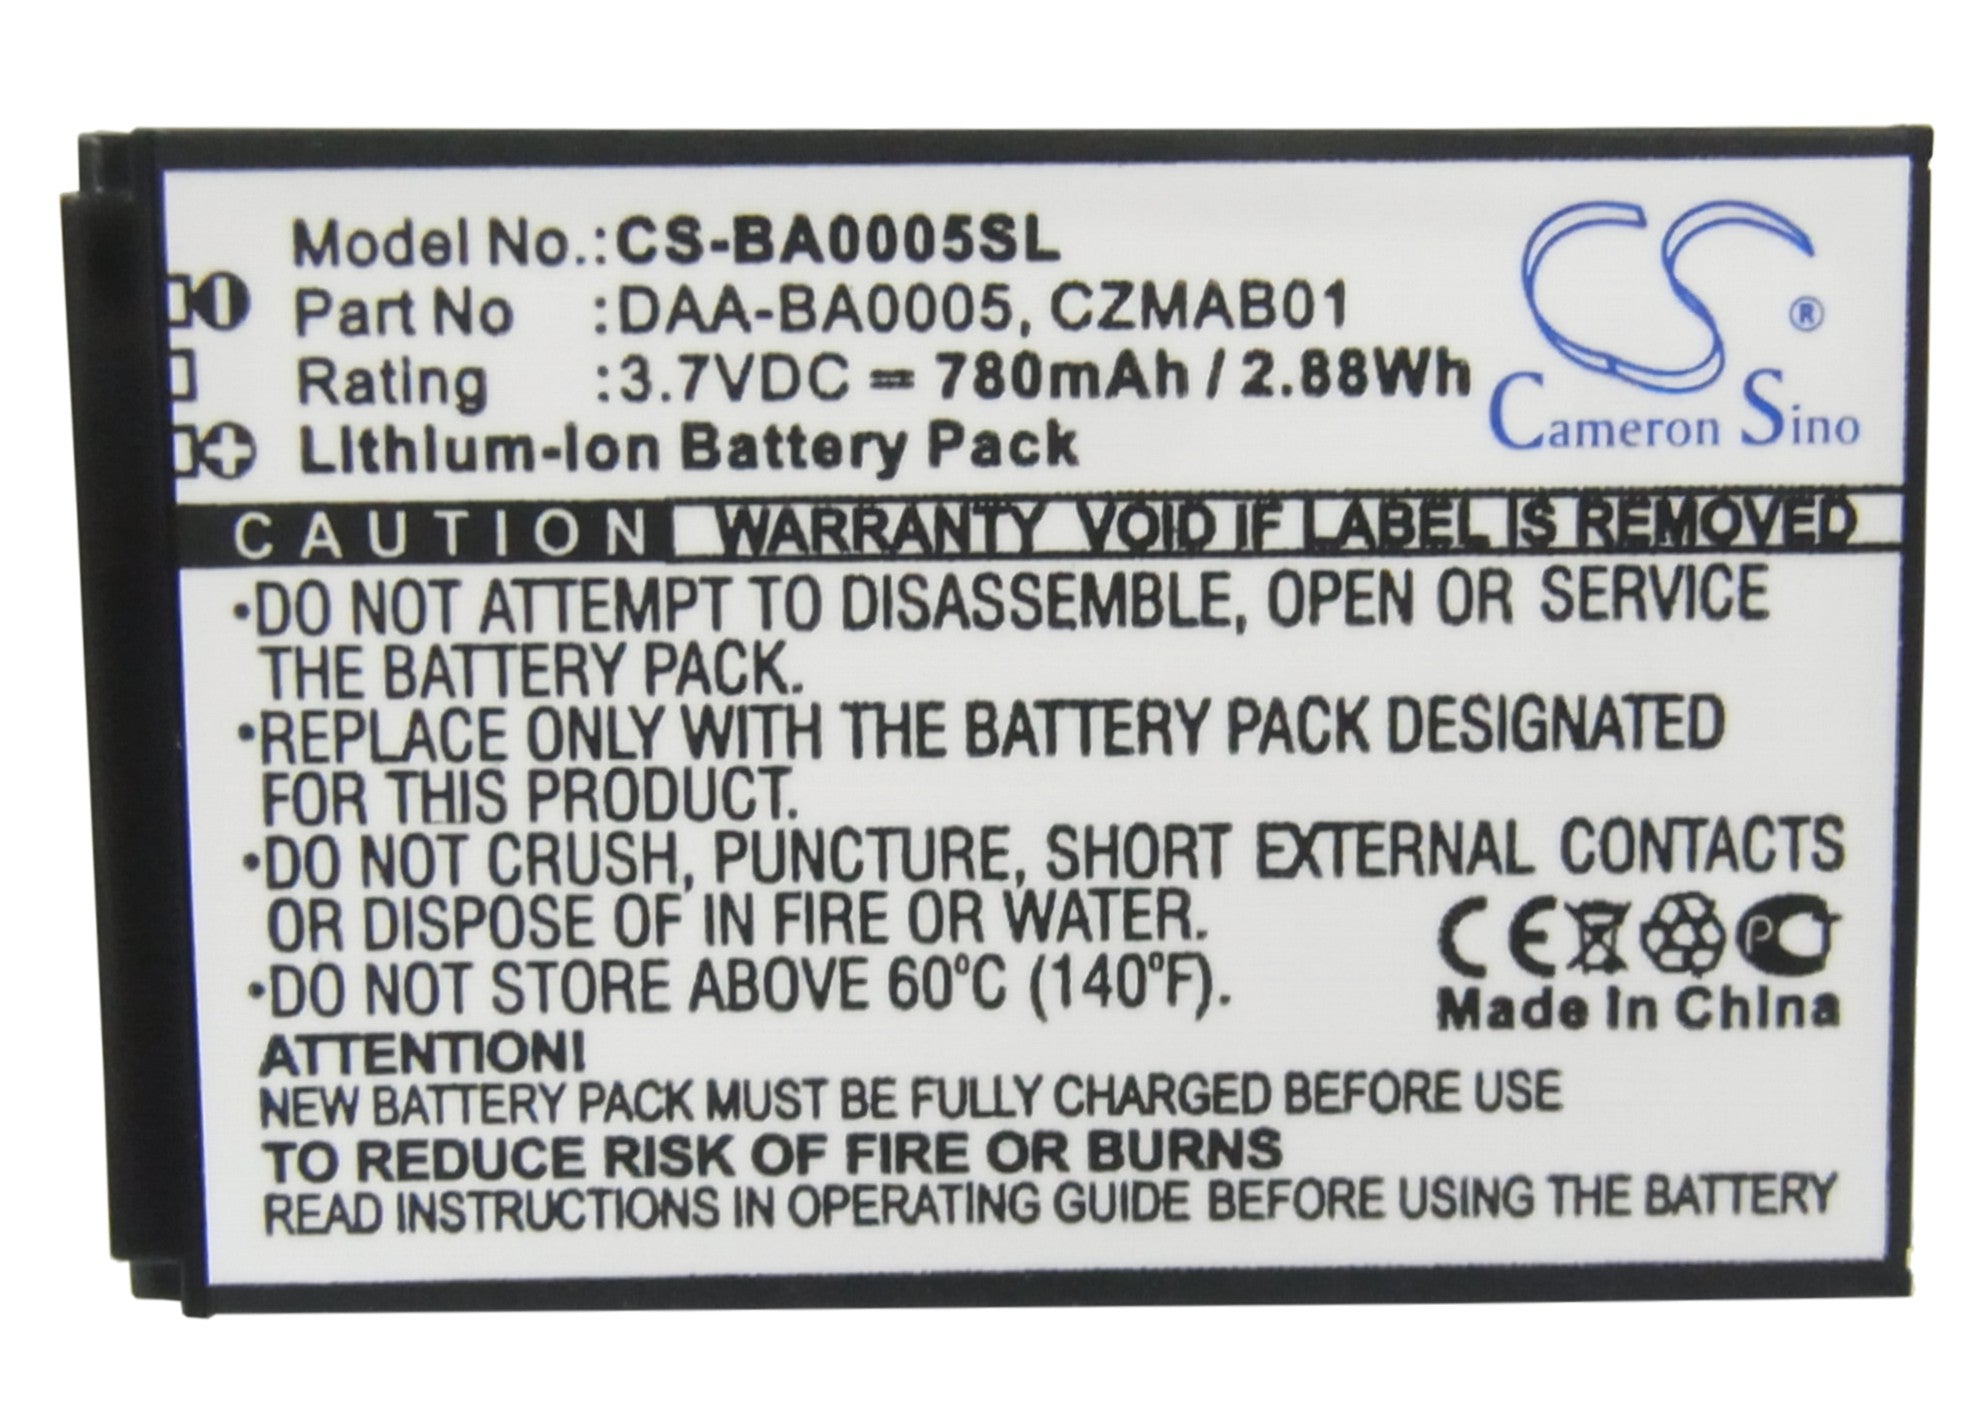 Model No.:CS-BA0005SL
Part No :DAA-BA0005, CZMAB01
Rating :3.7VDC ⎓ 780mAh / 2.88Wh
Lithium-Ion Battery Pack
CS®
Cameron Sino
CAUTION WARRANTY VOID IF LABEL IS REMOVED
•DO NOT ATTEMPT TO DISASSEMBLE, OPEN OR SERVICE
THE BATTERY PACK.
•REPLACE ONLY WITH THE BATTERY PACK DESIGNATED
FOR THIS PRODUCT.
•DO NOT CRUSH, PUNCTURE, SHORT EXTERNAL CONTACTS
OR DISPOSE OF IN FIRE OR WATER.
•DO NOT STORE ABOVE 60°C (140°F).
CE PC
Made In China
ATTENTION!
NEW BATTERY PACK MUST BE FULLY CHARGED BEFORE USE
TO REDUCE RISK OF FIRE OR BURNS
READ INSTRUCTIONS IN OPERATING GUIDE BEFORE USING THE BATTERY